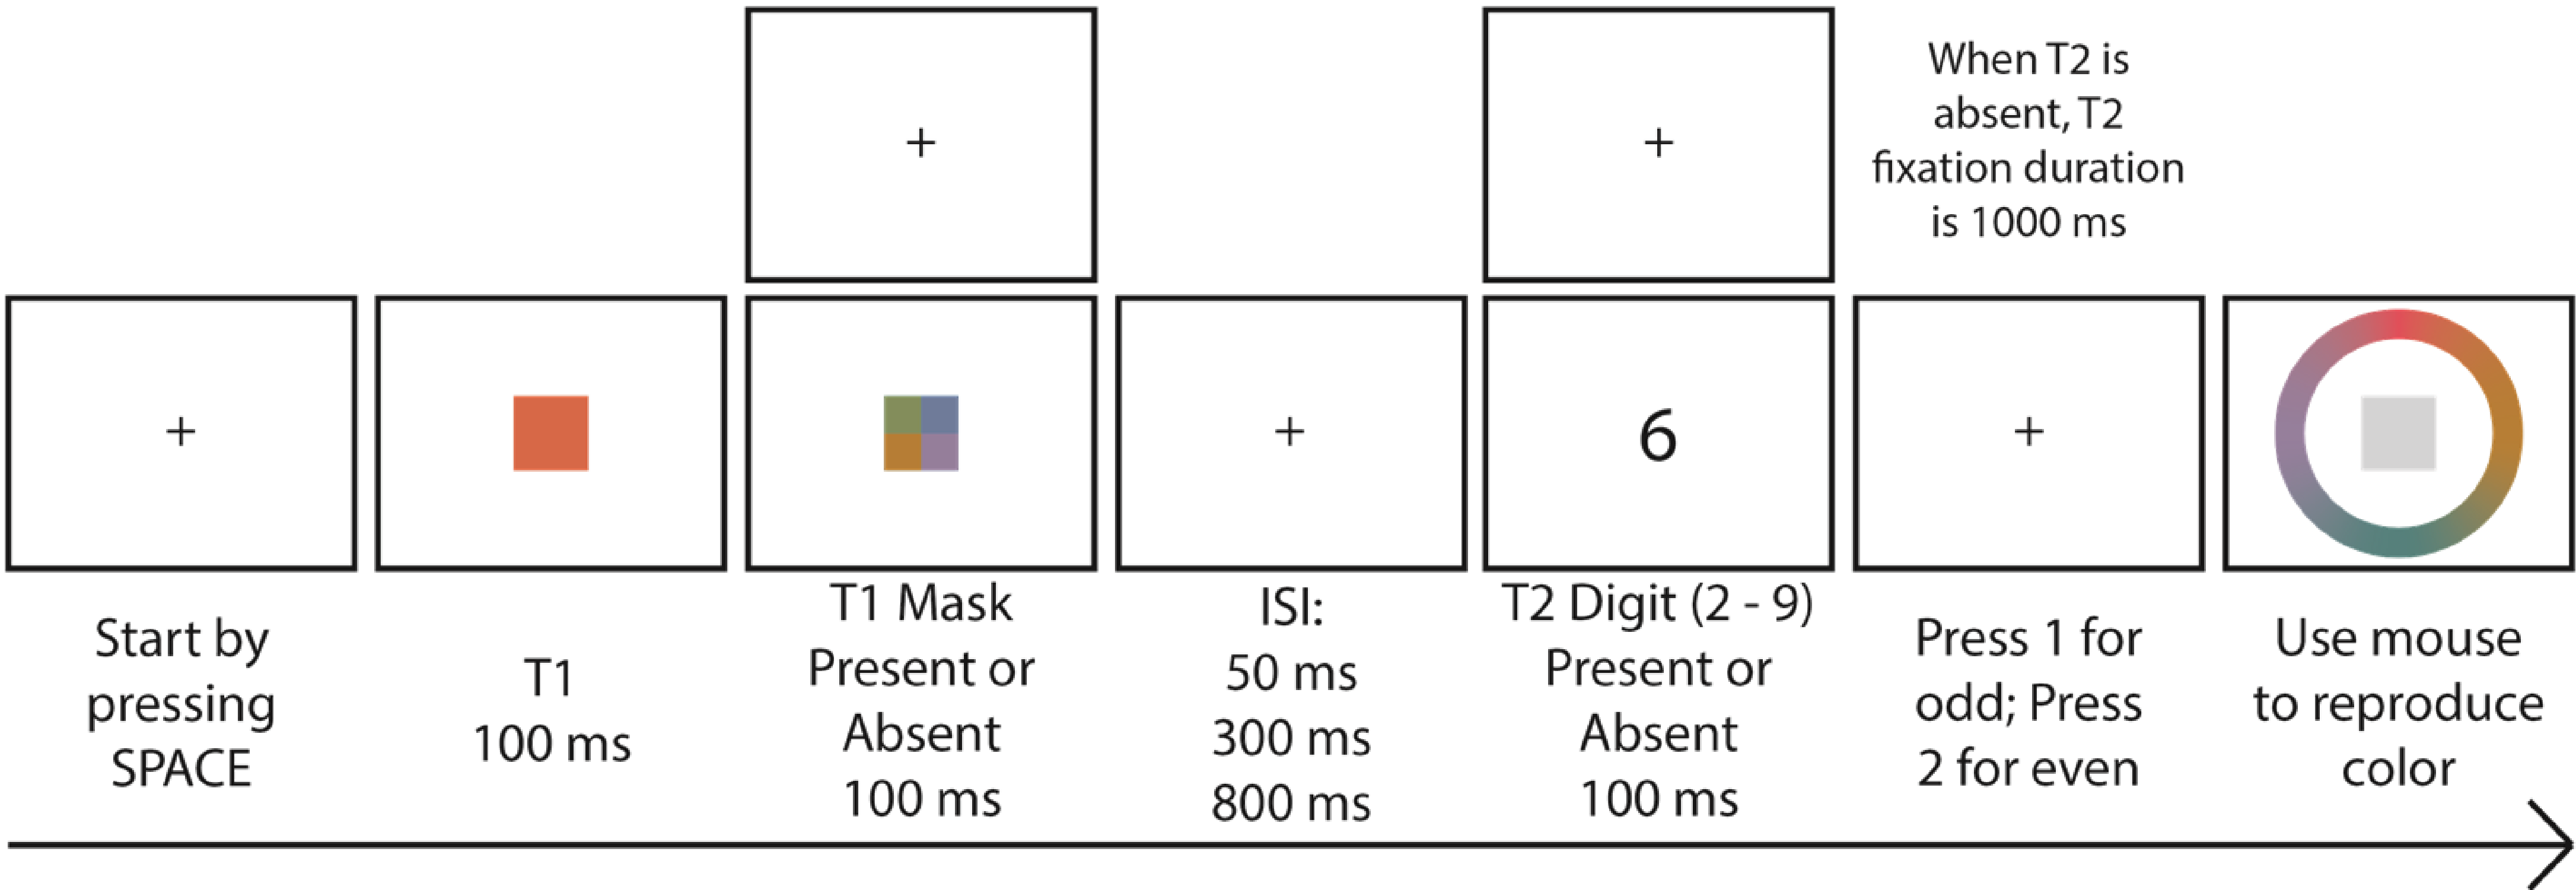 When T2 is
absent, T2
fixation duration
is 1000 ms
+
+
+
+
6
+
Start by
pressing
SPACE
T1
100 ms
T1 Mask
Present or
Absent
100 ms
ISI:
50 ms
300 ms
800 ms
T2 Digit (2 - 9)
Present or
Absent
100 ms
Press 1 for
odd; Press
2 for even
Use mouse
to reproduce
color